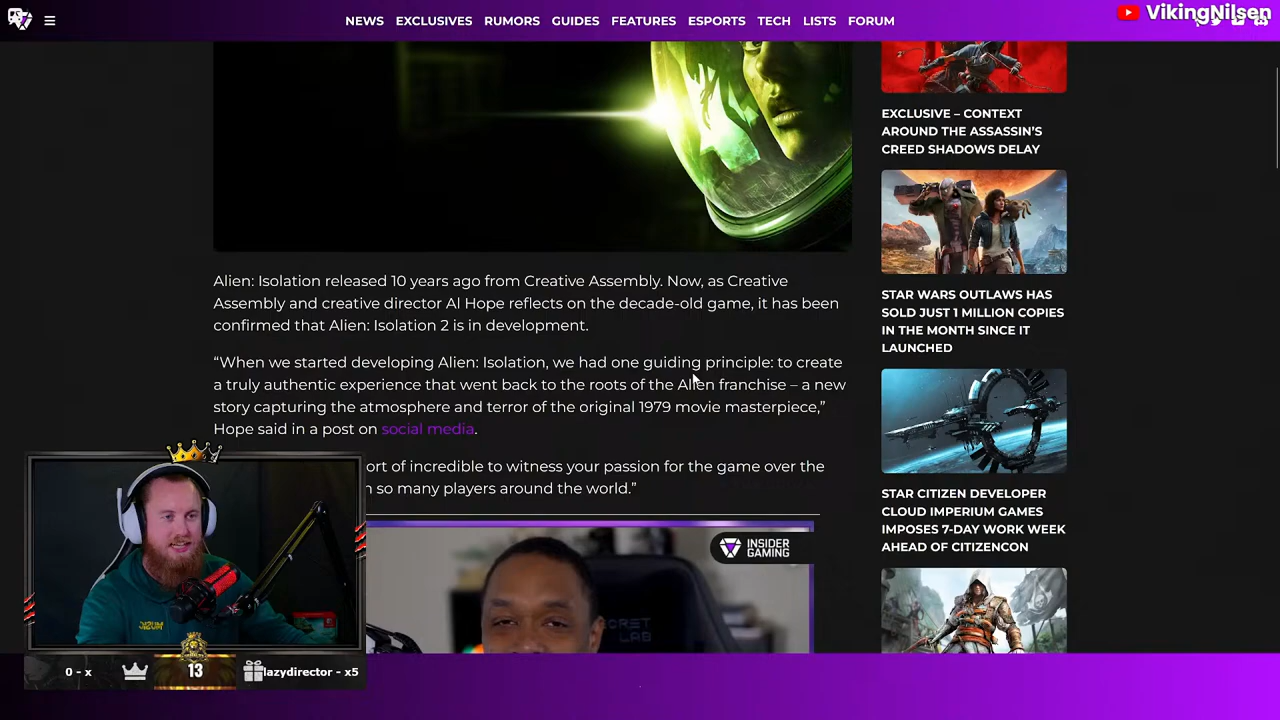 NEWS EXCLUSIVES RUMORS GUIDES FEATURES ESPORTS TECH LISTS FORUM
VikingNilsen
EXCLUSIVE – CONTEXT
AROUND THE ASSASSIN'S
CREED SHADOWS DELAY
STAR WARS OUTLAWS HAS
SOLD JUST 1 MILLION COPIES
IN THE MONTH SINCE IT
LAUNCHED
STAR CITIZEN DEVELOPER
CLOUD IMPERIUM GAMES
IMPOSES 7-DAY WORK WEEK
AHEAD OF CITIZENCON
Alien: Isolation released 10 years ago from Creative Assembly. Now, as Creative
Assembly and creative director Al Hope reflects on the decade-old game, it has been
confirmed that Alien: Isolation 2 is in development.
“When we started developing Alien: Isolation, we had one guiding principle: to create
a truly authentic experience that went back to the roots of the Alien franchise – a new
story capturing the atmosphere and terror of the original 1979 movie masterpiece,”
Hope said in a post on social media.
ort of incredible to witness your passion for the game over the
so many players around the world.”
INSIDER
GAMING
SECRET
LAB
0 - x
13
lazydirector - x5